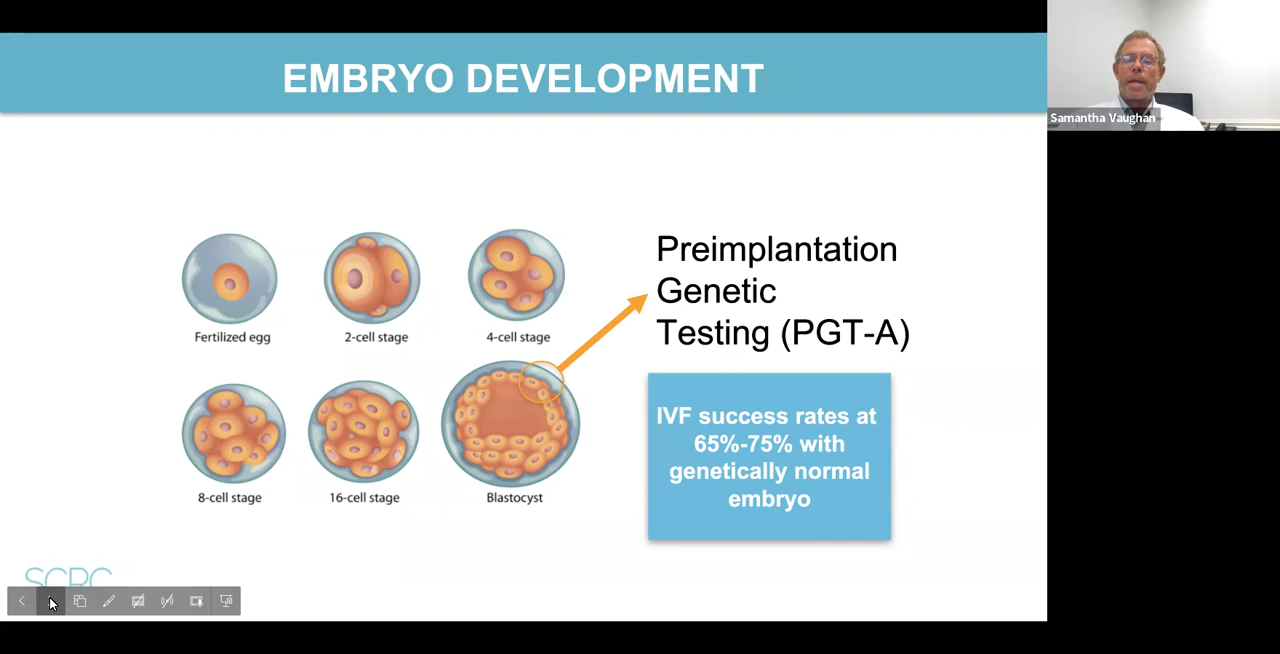 EMBRYO DEVELOPMENT
Samantha Vaughan
Preimplantation
Genetic
Testing (PGT-A)
Fertilized egg
2-cell stage
4-cell stage
IVF success rates at
65%-75% with
genetically normal
embryo
8-cell stage
16-cell stage
Blastocyst
SCRC